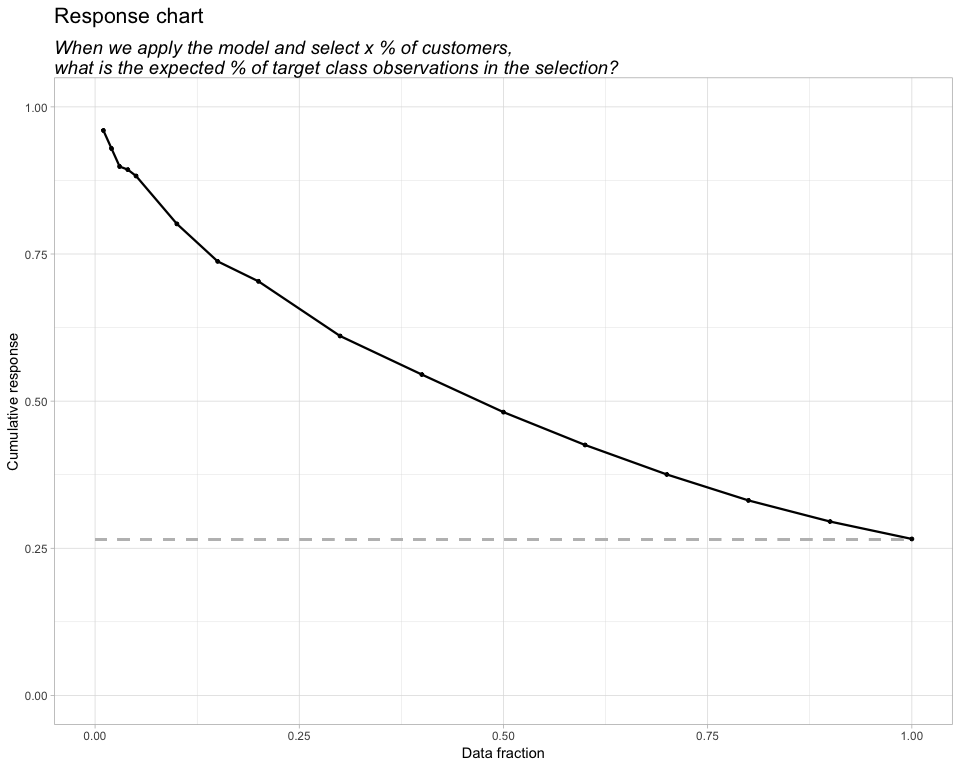 Response chart
When we apply the model and select x % of customers,
what is the expected % of target class observations in the selection?
Cumulative response
1.00
0.75
0.50
0.25
0.00
0.00 0.25 0.50 0.75 1.00
Data fraction